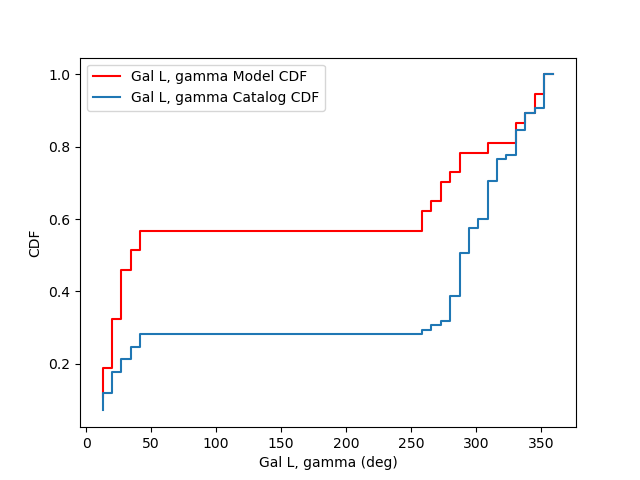 Gal L, gamma Model CDF
Gal L, gamma Catalog CDF
CDF
1.0
0.8
0.6
0.4
0.2
0 50 100 150 200 250 300 350
Gal L, gamma (deg)